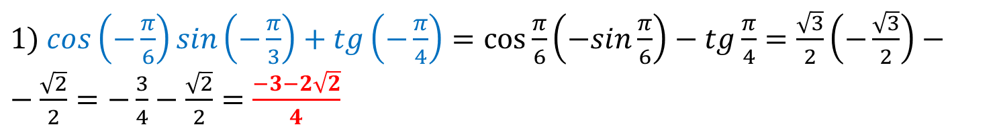 1) cos (−π/6) sin (−π/3) + tg (−π/4) = cos π/6 (−sin π/6) − tg π/4 = √3/2 (−√3/2) −
− √2/2 = − 3/4 − √2/2 = −3−2√2/4